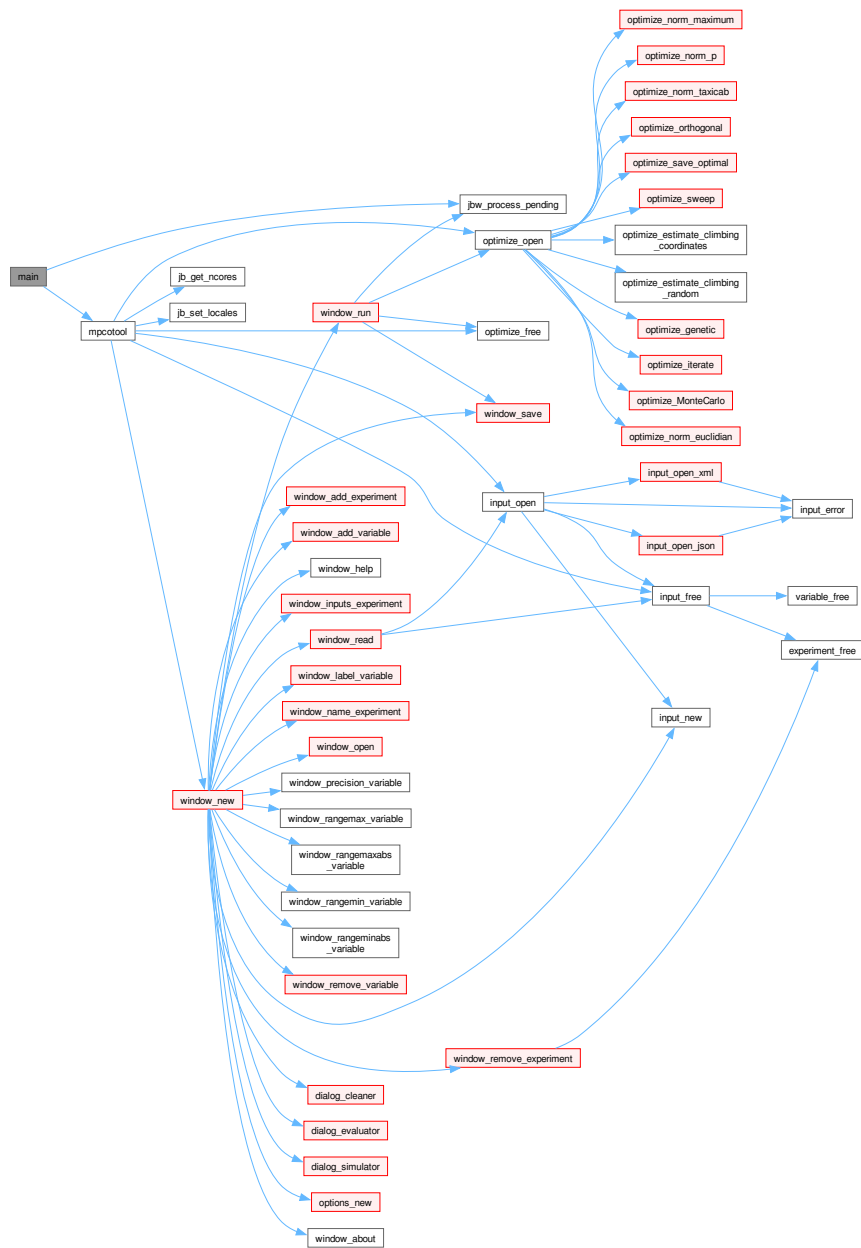 optimize_norm_maximum
optimize_norm_p
optimize_norm_taxicab
optimize_orthogonal
optimize_save_optimal
optimize_sweep
jbw_process_pending
optimize_open
optimize_estimate_climbing
_coordinates
main
jb_get_ncores
optimize_estimate_climbing
_random
jb_set_locales
window_run
mpcotool
optimize_free
optimize_genetic
optimize_iterate
optimize_MonteCarlo
window_save
optimize_norm_euclidian
input_open_xml
window_add_experiment
input_open
input_error
window_add_variable
input_open_json
window_help
window_inputs_experiment
input_free
variable_free
window_read
experiment_free
window_label_variable
window_name_experiment
input_new
window_open
window_precision_variable
window_new
window_rangemax_variable
window_rangemaxabs
_variable
window_rangemin_variable
window_rangeminabs
_variable
window_remove_variable
window_remove_experiment
dialog_cleaner
dialog_evaluator
dialog_simulator
options_new
window_about